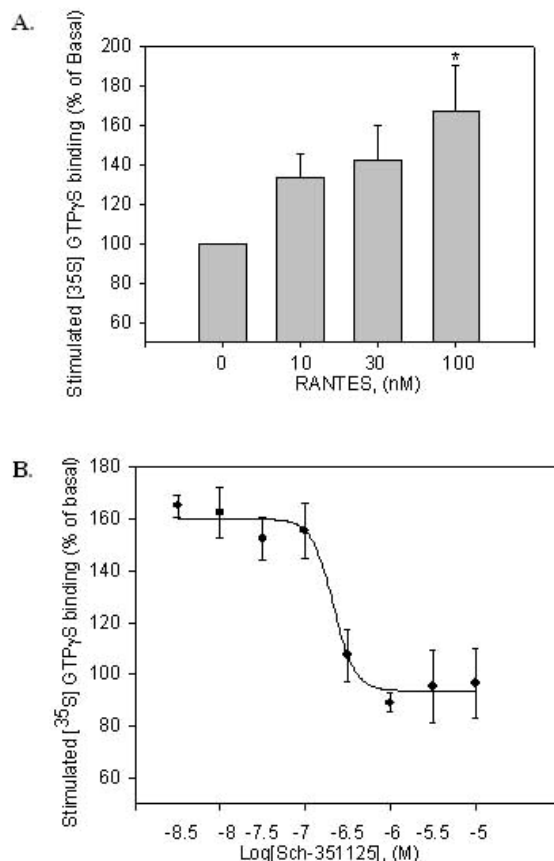 A.
Stimulated [35S] GTPγS binding (% of Basal)
200
180
160
140
120
100
80
60
*
0 10 30 100
RANTES, (nM)
B.
Stimulated [35S] GTPγS binding (% of basal)
180
160
140
120
100
80
60
-8.5 -8 -7.5 -7 -6.5 -6 -5.5 -5
Log[Sch-351125], (M)